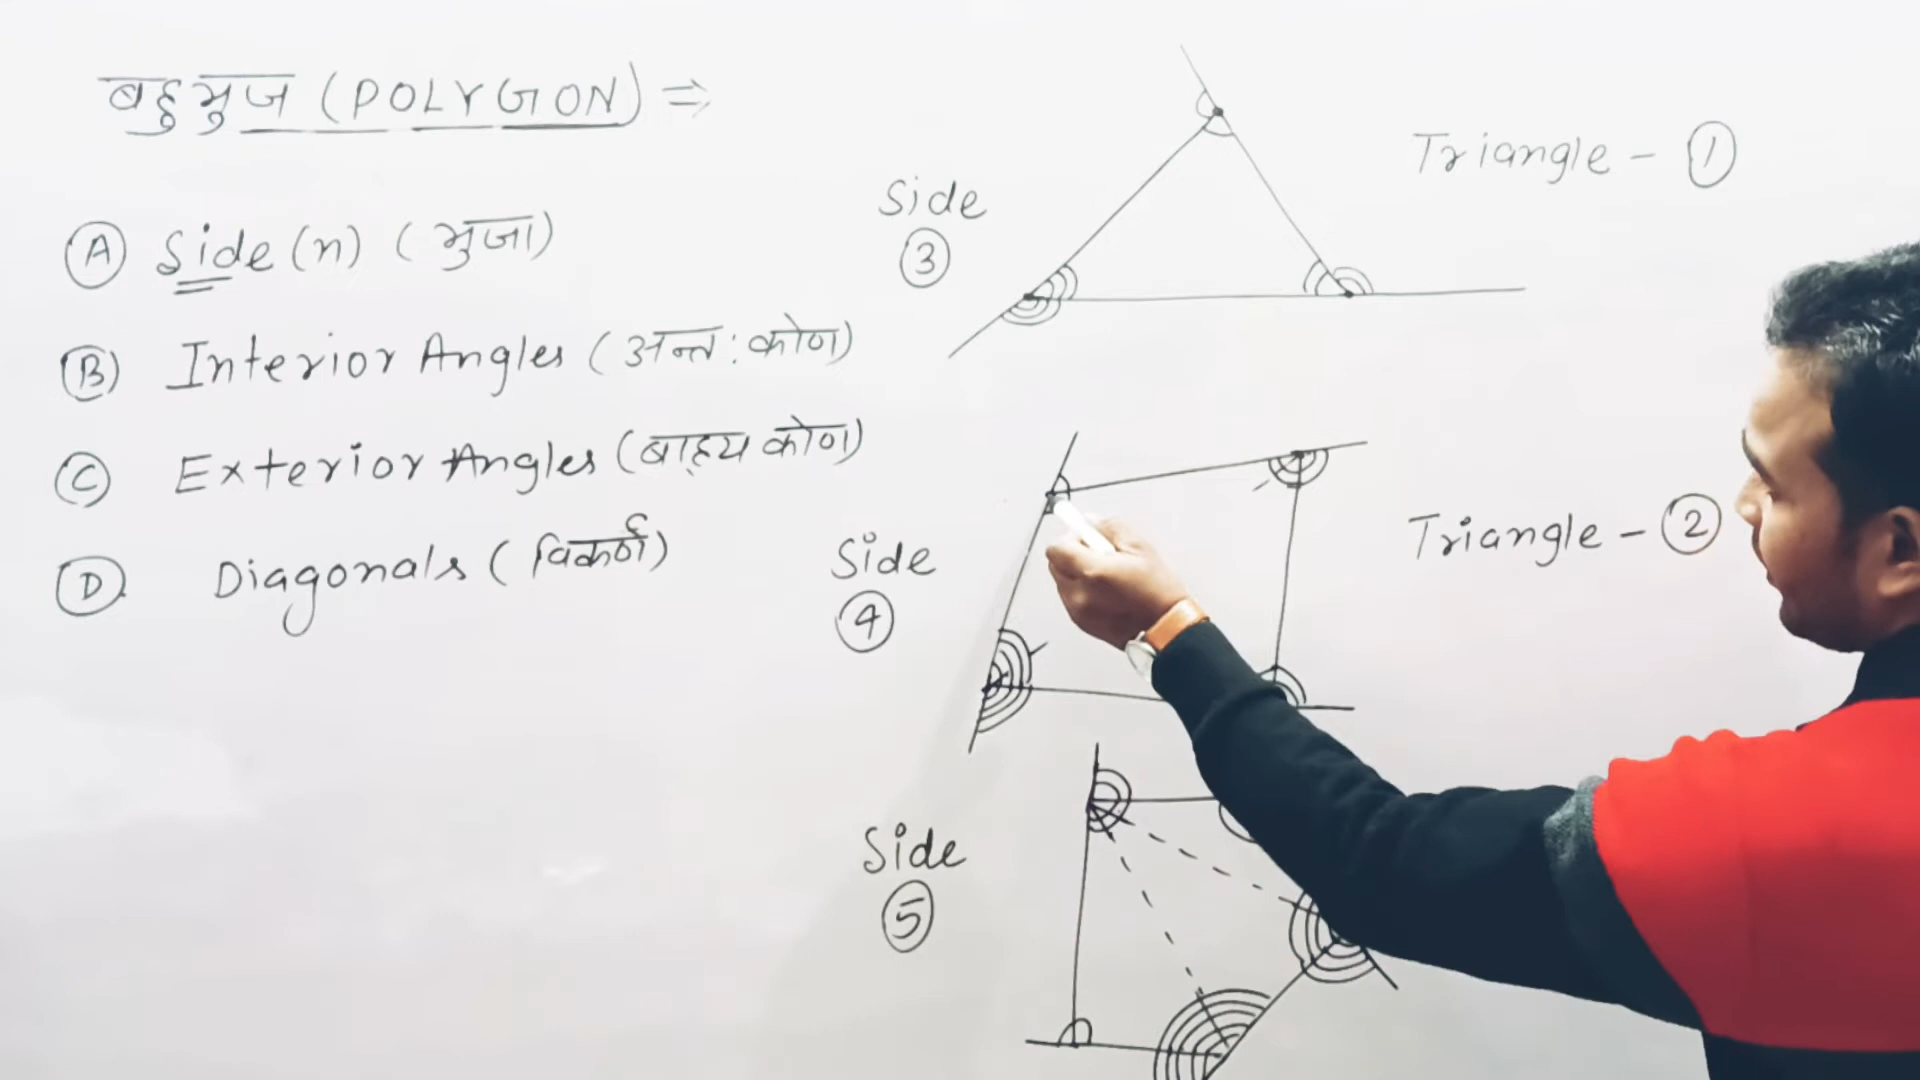 बहुभुज (POLYGON) ⇒
(A) Side (n) (भुजा)
(B) Interior Angles (अन्त:कोण)
(C) Exterior Angles (बाह्य कोण)
(D) Diagonals (विकर्ण)
Side
(3)
Triangle - (1)
Side
(4)
Triangle - (2)
Side
(5)